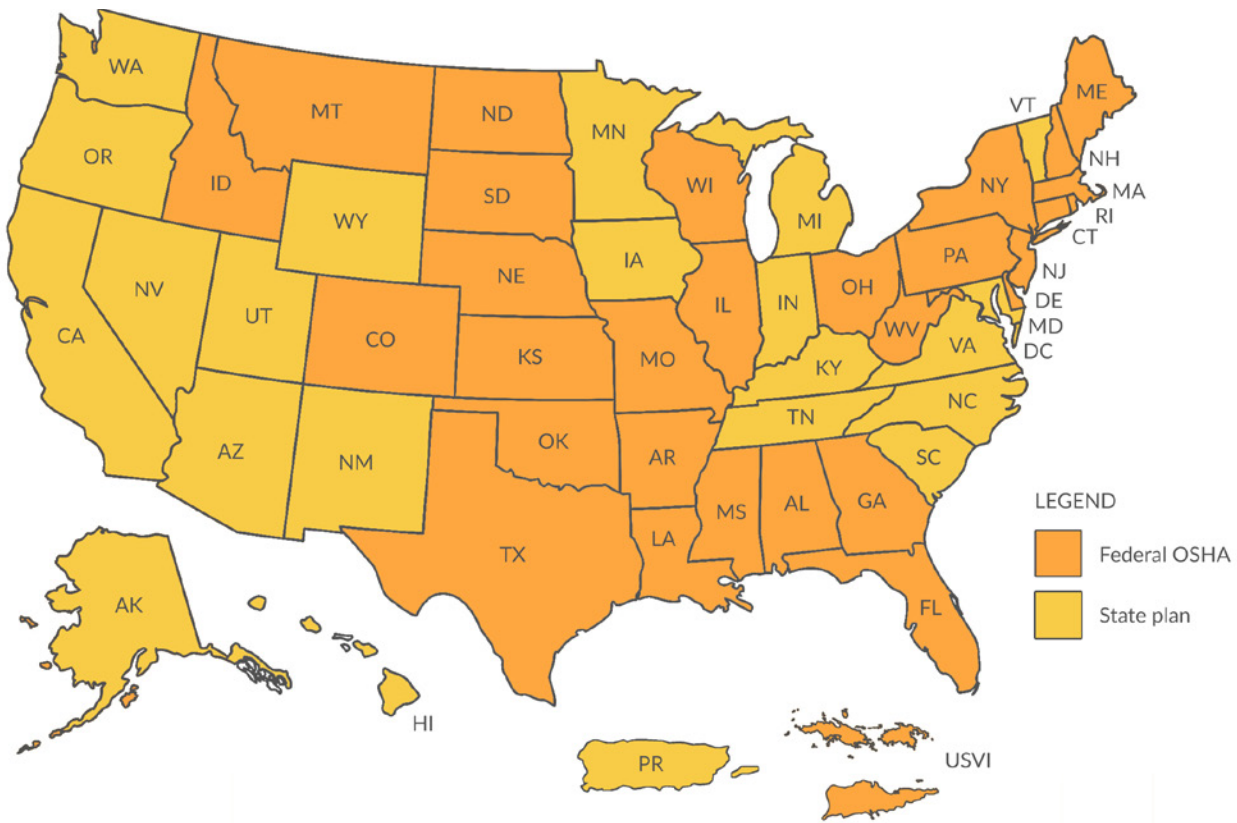 WA
MT
ND
MN
VT
ME
OR
ID
SD
WI
NY
NH
MA
WY
MI
RI
CT
NV
IA
PA
NE
NJ
UT
IL
IN
OH
DE
CA
CO
KS
MO
WV
MD
VA
DC
KY
NC
TN
AZ
NM
OK
AR
SC
LEGEND
MS
AL
GA
TX
LA
Federal OSHA
AK
FL
State plan
HI
PR
USVI